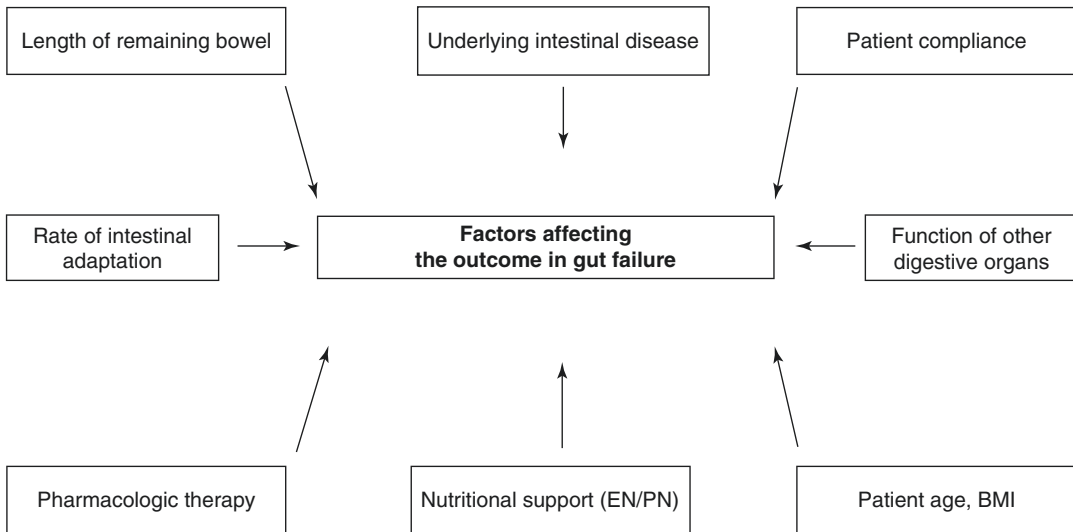 Length of remaining bowel
Underlying intestinal disease
Patient compliance
Rate of intestinal
adaptation
Factors affecting
the outcome in gut failure
Function of other
digestive organs
Pharmacologic therapy
Nutritional support (EN/PN)
Patient age, BMI